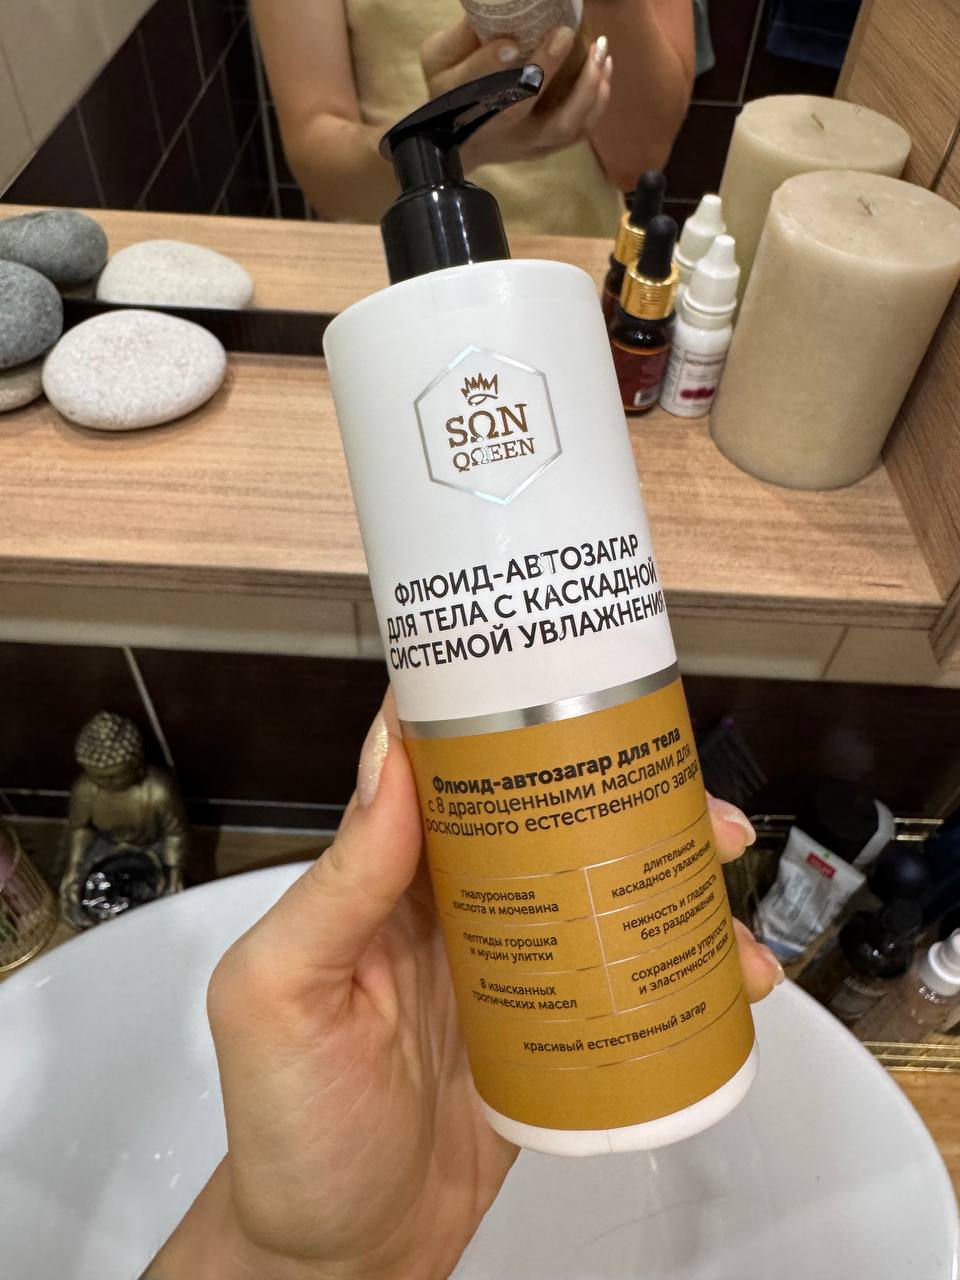 SΩN
QΩEEN
ФЛЮИД-АВТОЗАГАР
ДЛЯ ТЕЛА С КАСКАДНОЙ
СИСТЕМОЙ УВЛАЖНЕНИЯ
Флюид-автозагар для тела
с 8 драгоценными маслами для
роскошного естественного загара
гиалуроновая
кислота и мочевина
длительное
каскадное увлажнение
пептиды горошка
и муцин улитки
нежность и гладкость
без раздражения
8 изысканных
тропических масел
сохранение упругости
и эластичности кожи
красивый естественный загар